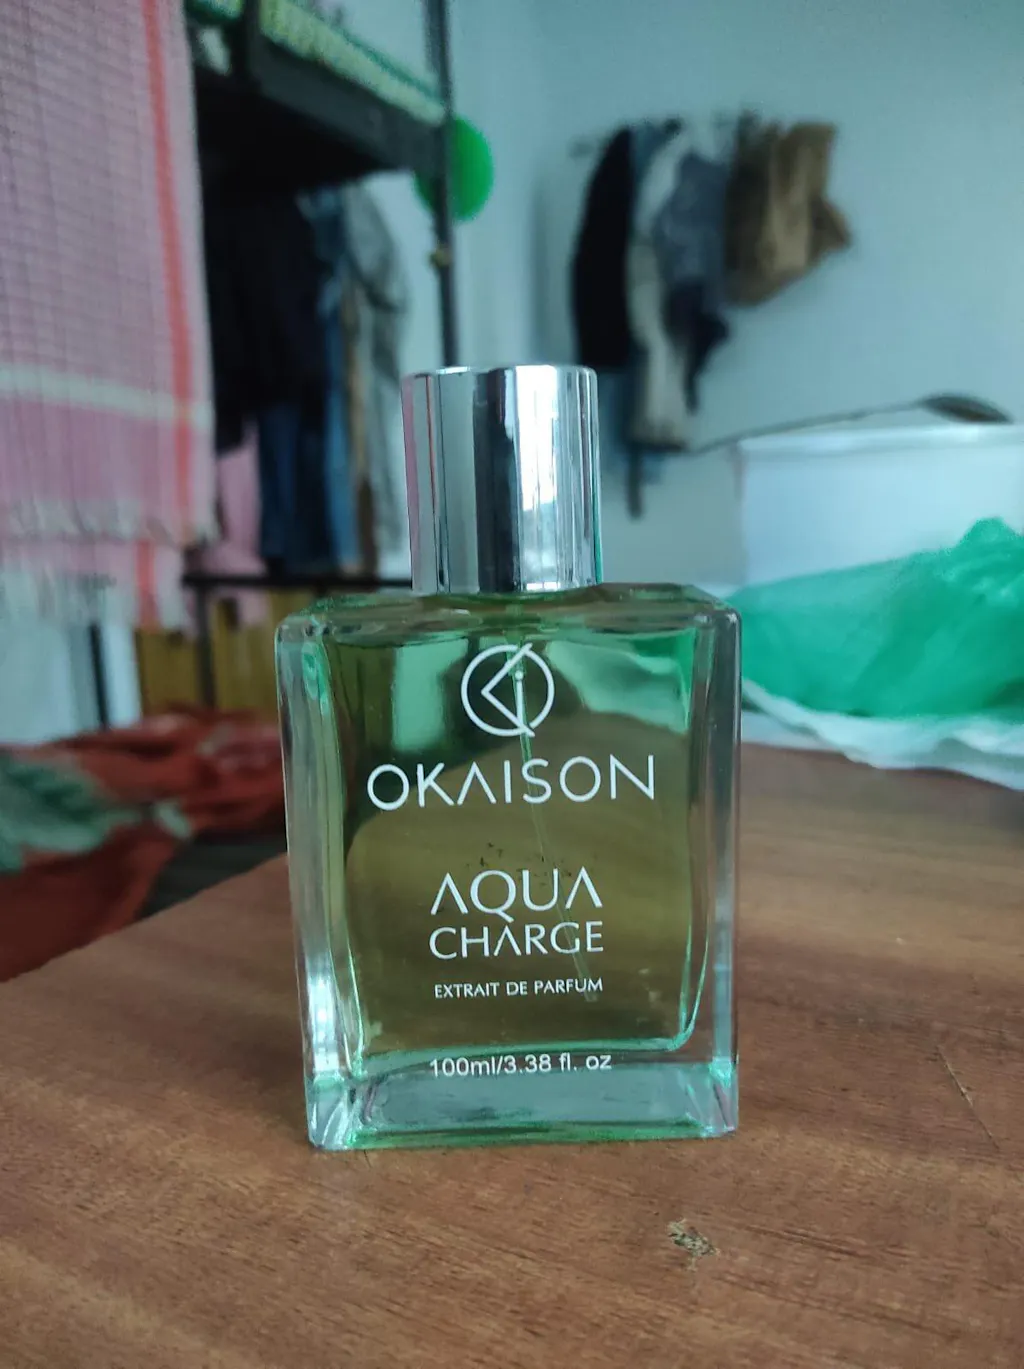 OKAISON
AQUA
CHARGE
EXTRAIT DE PARFUM
100ml/3.38 fl. oz